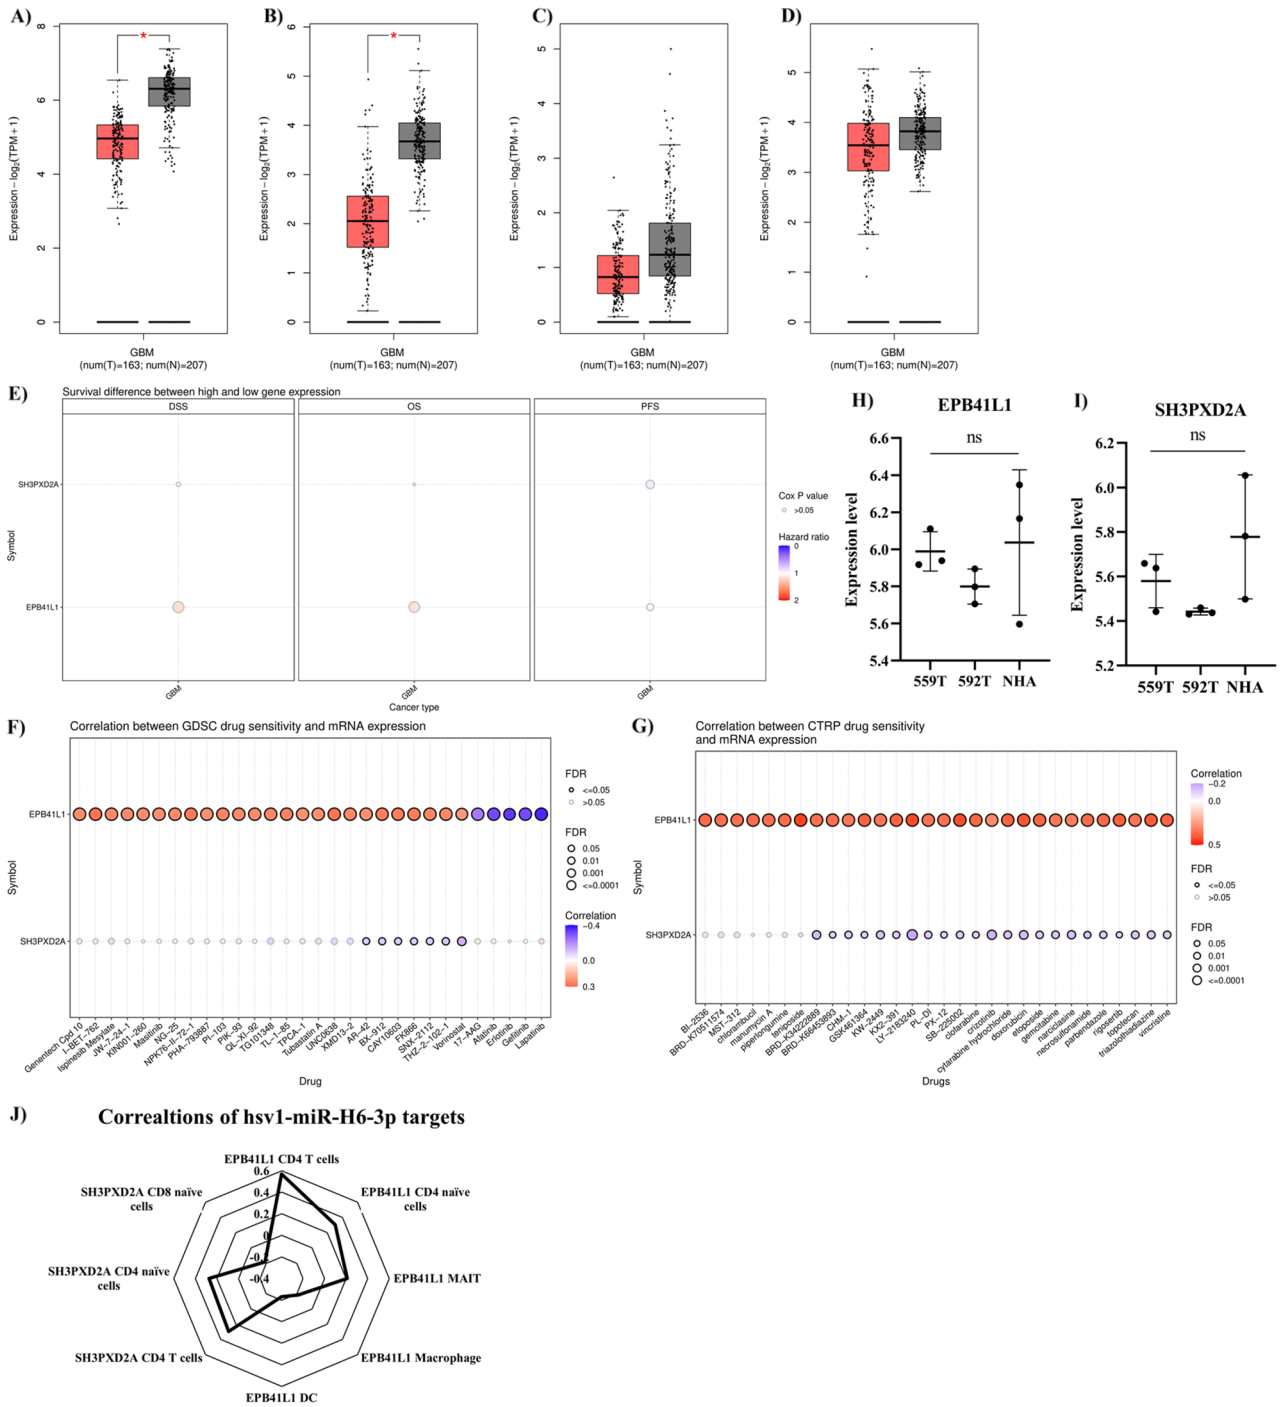 A)
B)
C)
D)
Expression – log2(TPM + 1)
8
6
4
2
0
*
GBM
(num(T)=163; num(N)=207)
Expression – log2(TPM + 1)
6
5
4
3
2
1
0
*
GBM
(num(T)=163; num(N)=207)
Expression – log2(TPM + 1)
5
4
3
2
1
0
GBM
(num(T)=163; num(N)=207)
Expression – log2(TPM + 1)
5
4
3
2
1
0
GBM
(num(T)=163; num(N)=207)
E)
Survival difference between high and low gene expression
DSS
OS
PFS
Symbol
SH3PXD2A
EPB41L1
GBM
GBM
GBM
Cancer type
Cox P value
>0.05
Hazard ratio
0
1
2
H)
EPB41L1
Expression level
6.6
6.4
6.2
6.0
5.8
5.6
5.4
ns
559T
592T
NHA
I)
SH3PXD2A
Expression level
6.2
6.0
5.8
5.6
5.4
5.2
ns
559T
592T
NHA
F)
Correlation between GDSC drug sensitivity and mRNA expression
Symbol
EPB41L1
SH3PXD2A
Genentech Cpd 10
I-BET-762
Ispinesib Mesylate
JW-7-24-1
KIN001-260
Masitinib
NG-25
NPK76-II-72-1
PHA-793887
PI-103
PIK-93
QL-XI-92
TG101348
TL-1-85
TPCA-1
Tubastatin A
UNC0638
XMD13-2
AR-42
BX-912
CAY10603
FK866
SNX-2112
THZ-2-102-1
Vorinostat
17-AAG
Afatinib
Erlotinib
Gefitinib
Lapatinib
Drug
FDR
<=0.05
>0.05
FDR
0.05
0.01
0.001
<=0.0001
Correlation
-0.4
0.0
0.3
G)
Correlation between CTRP drug sensitivity
and mRNA expression
Symbol
EPB41L1
SH3PXD2A
BI-2536
BRD-K70511574
MST-312
chlorambucil
manumycin A
piperlongumine
teniposide
BRD-K34222889
BRD-K66453893
CHM-1
GSK461364
KW-2449
KX2-391
LY-2183240
PL-DI
PX-12
SB-225002
clofarabine
crizotinib
cytarabine hydrochloride
doxorubicin
etoposide
gemcitabine
narciclasine
necrosulfonamide
parbendazole
rigosertib
topotecan
triazolothiadiazine
vincristine
Drugs
Correlation
-0.2
0.0
0.5
FDR
<=0.05
>0.05
FDR
0.05
0.01
0.001
<=0.0001
J)
Correaltions of hsv1-miR-H6-3p targets
EPB41L1 CD4 T cells
EPB41L1 CD4 naïve
cells
EPB41L1 MAIT
EPB41L1 Macrophage
EPB41L1 DC
SH3PXD2A CD4 T cells
SH3PXD2A CD4 naïve
cells
SH3PXD2A CD8 naïve
cells
0.6
0.4
0.2
0
-0.2
-0.4